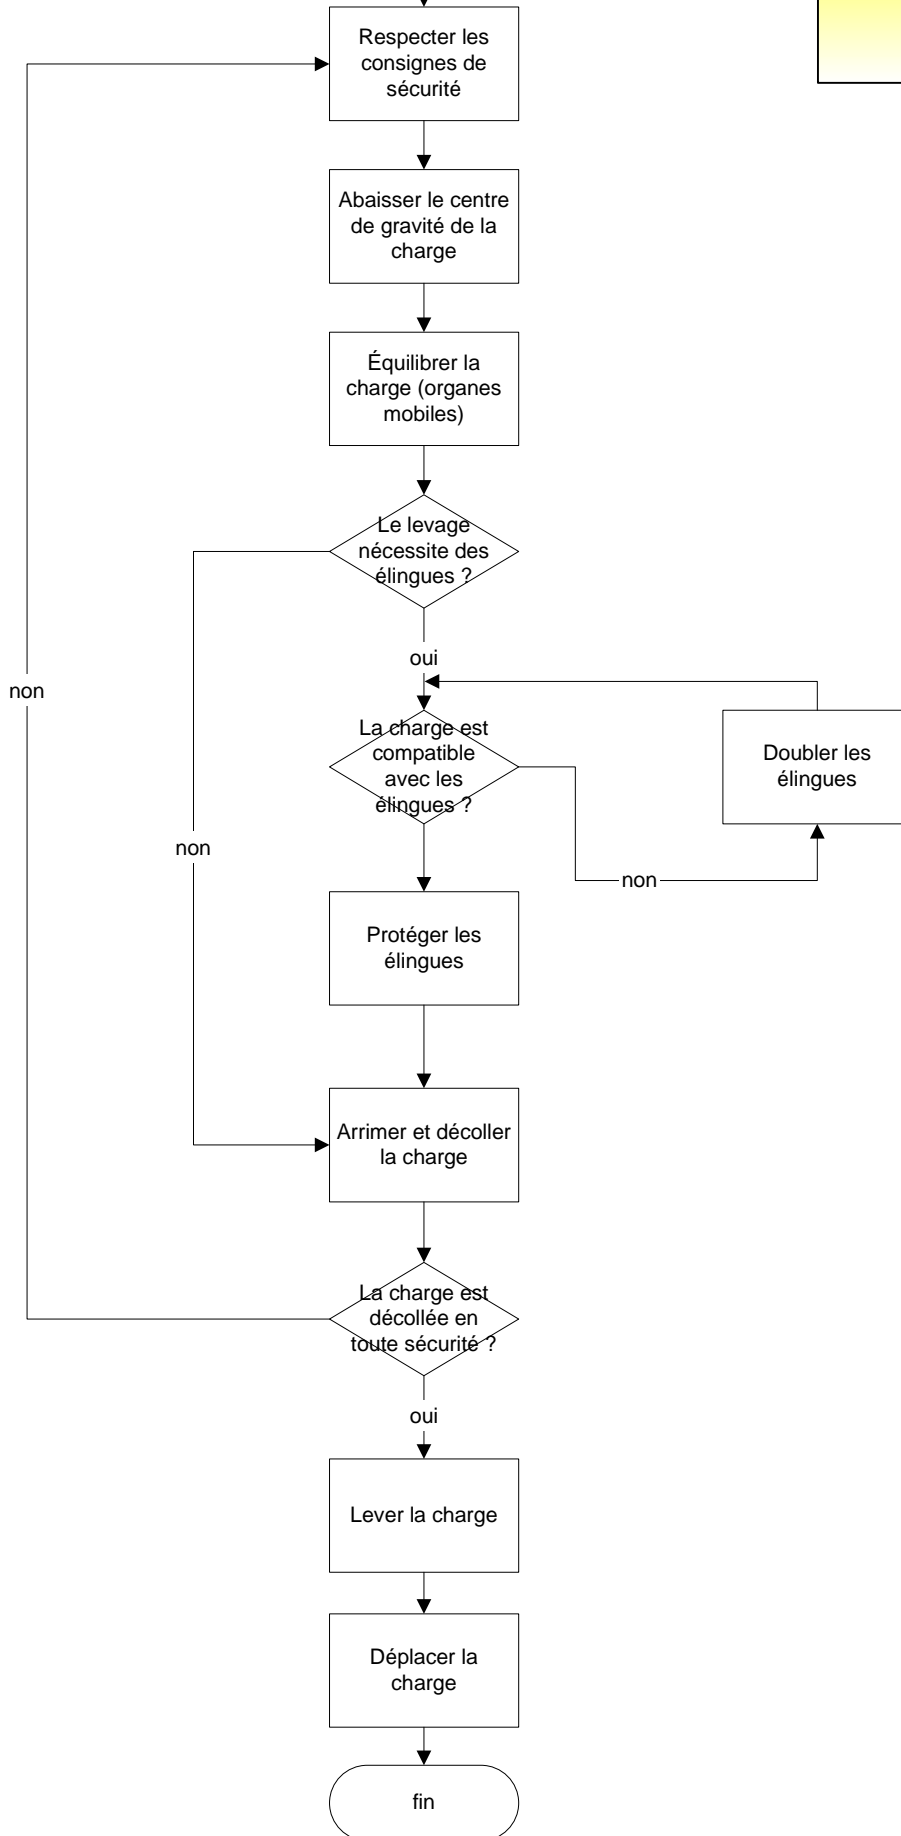 Respecter les
consignes de
sécurité
Abaisser le centre
de gravité de la
charge
Équilibrer la
charge (organes
mobiles)
Le levage
nécessite des
élingues ?
oui
non
La charge est
compatible
avec les
élingues ?
Doubler les
élingues
non
non
Protéger les
élingues
Arrimer et décoller
la charge
La charge est
décollée en
toute sécurité ?
oui
Lever la charge
Déplacer la
charge
fin